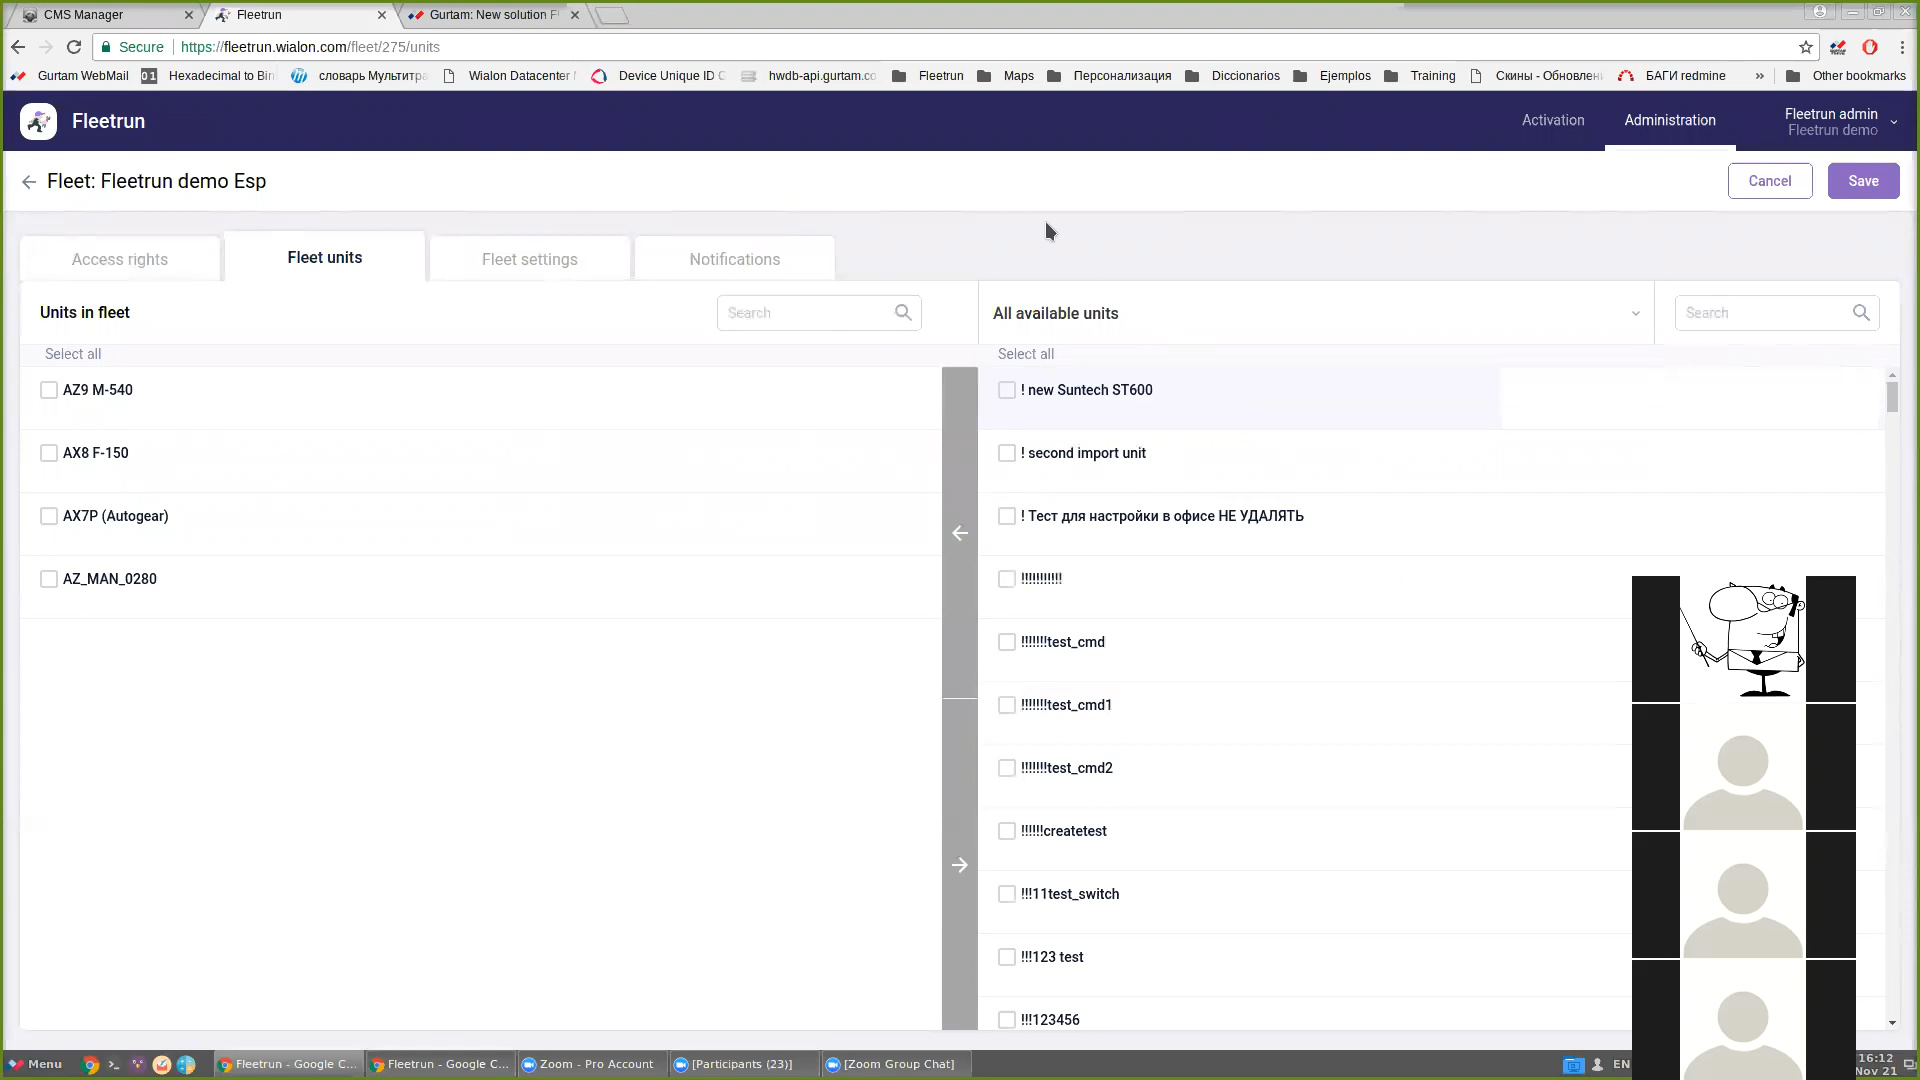 CMS Manager
Fleetrun
Gurtam: New solution F
Secure
https://fleetrun.wialon.com/fleet/275/units
Gurtam WebMail
01
Hexadecimal to Bin
словарь Мультитра
Wialon Datacenter
Device Unique ID
hwdb-api.gurtam.co
Fleetrun
Maps
Персонализация
Diccionarios
Ejemplos
Training
Скины - Обновлен
БАГИ redmine
»
Other bookmarks
Fleetrun
Activation
Administration
Fleetrun admin
Fleetrun demo
Fleet: Fleetrun demo Esp
Cancel
Save
Access rights
Fleet units
Fleet settings
Notifications
Units in fleet
Search
All available units
Search
Select all
Select all
AZ9 M-540
AX8 F-150
AX7P (Autogear)
AZ_MAN_0280
! new Suntech ST600
! second import unit
! Тест для настройки в офисе НЕ УДАЛЯТЬ
!!!!!!!!!!!
!!!!!!!test_cmd
!!!!!!!test_cmd1
!!!!!!!test_cmd2
!!!!!!createtest
!!!11test_switch
!!!123 test
!!!123456
Menu
Fleetrun - Google C...
Fleetrun - Google C...
Zoom - Pro Account
[Participants (23)]
[Zoom Group Chat]
EN
16:12
Nov 21